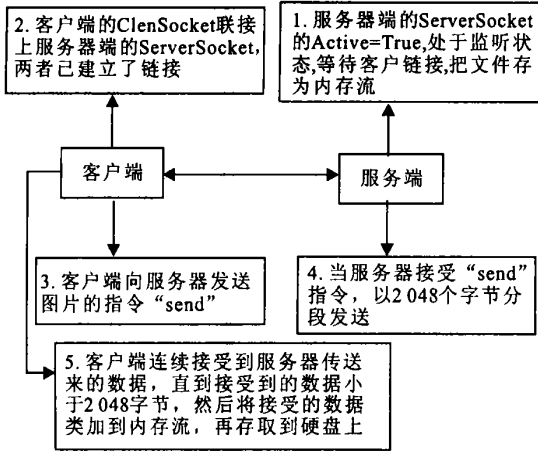 2. 客户端的ClenSocket联接
上服务器端的ServerSocket,
两者已建立了链接
1. 服务器端的ServerSocket
的Active=True,处于监听状
态,等待客户链接,把文件存
为内存流
客户端
服务端
3. 客户端向服务器发送
图片的指令“send”
4. 当服务器接受“send”
指令，以2 048个字节分
段发送
5. 客户端连续接受到服务器传送
来的数据，直到接受到的数据小
于2 048字节，然后将接受的数据
类加到内存流，再存取到硬盘上